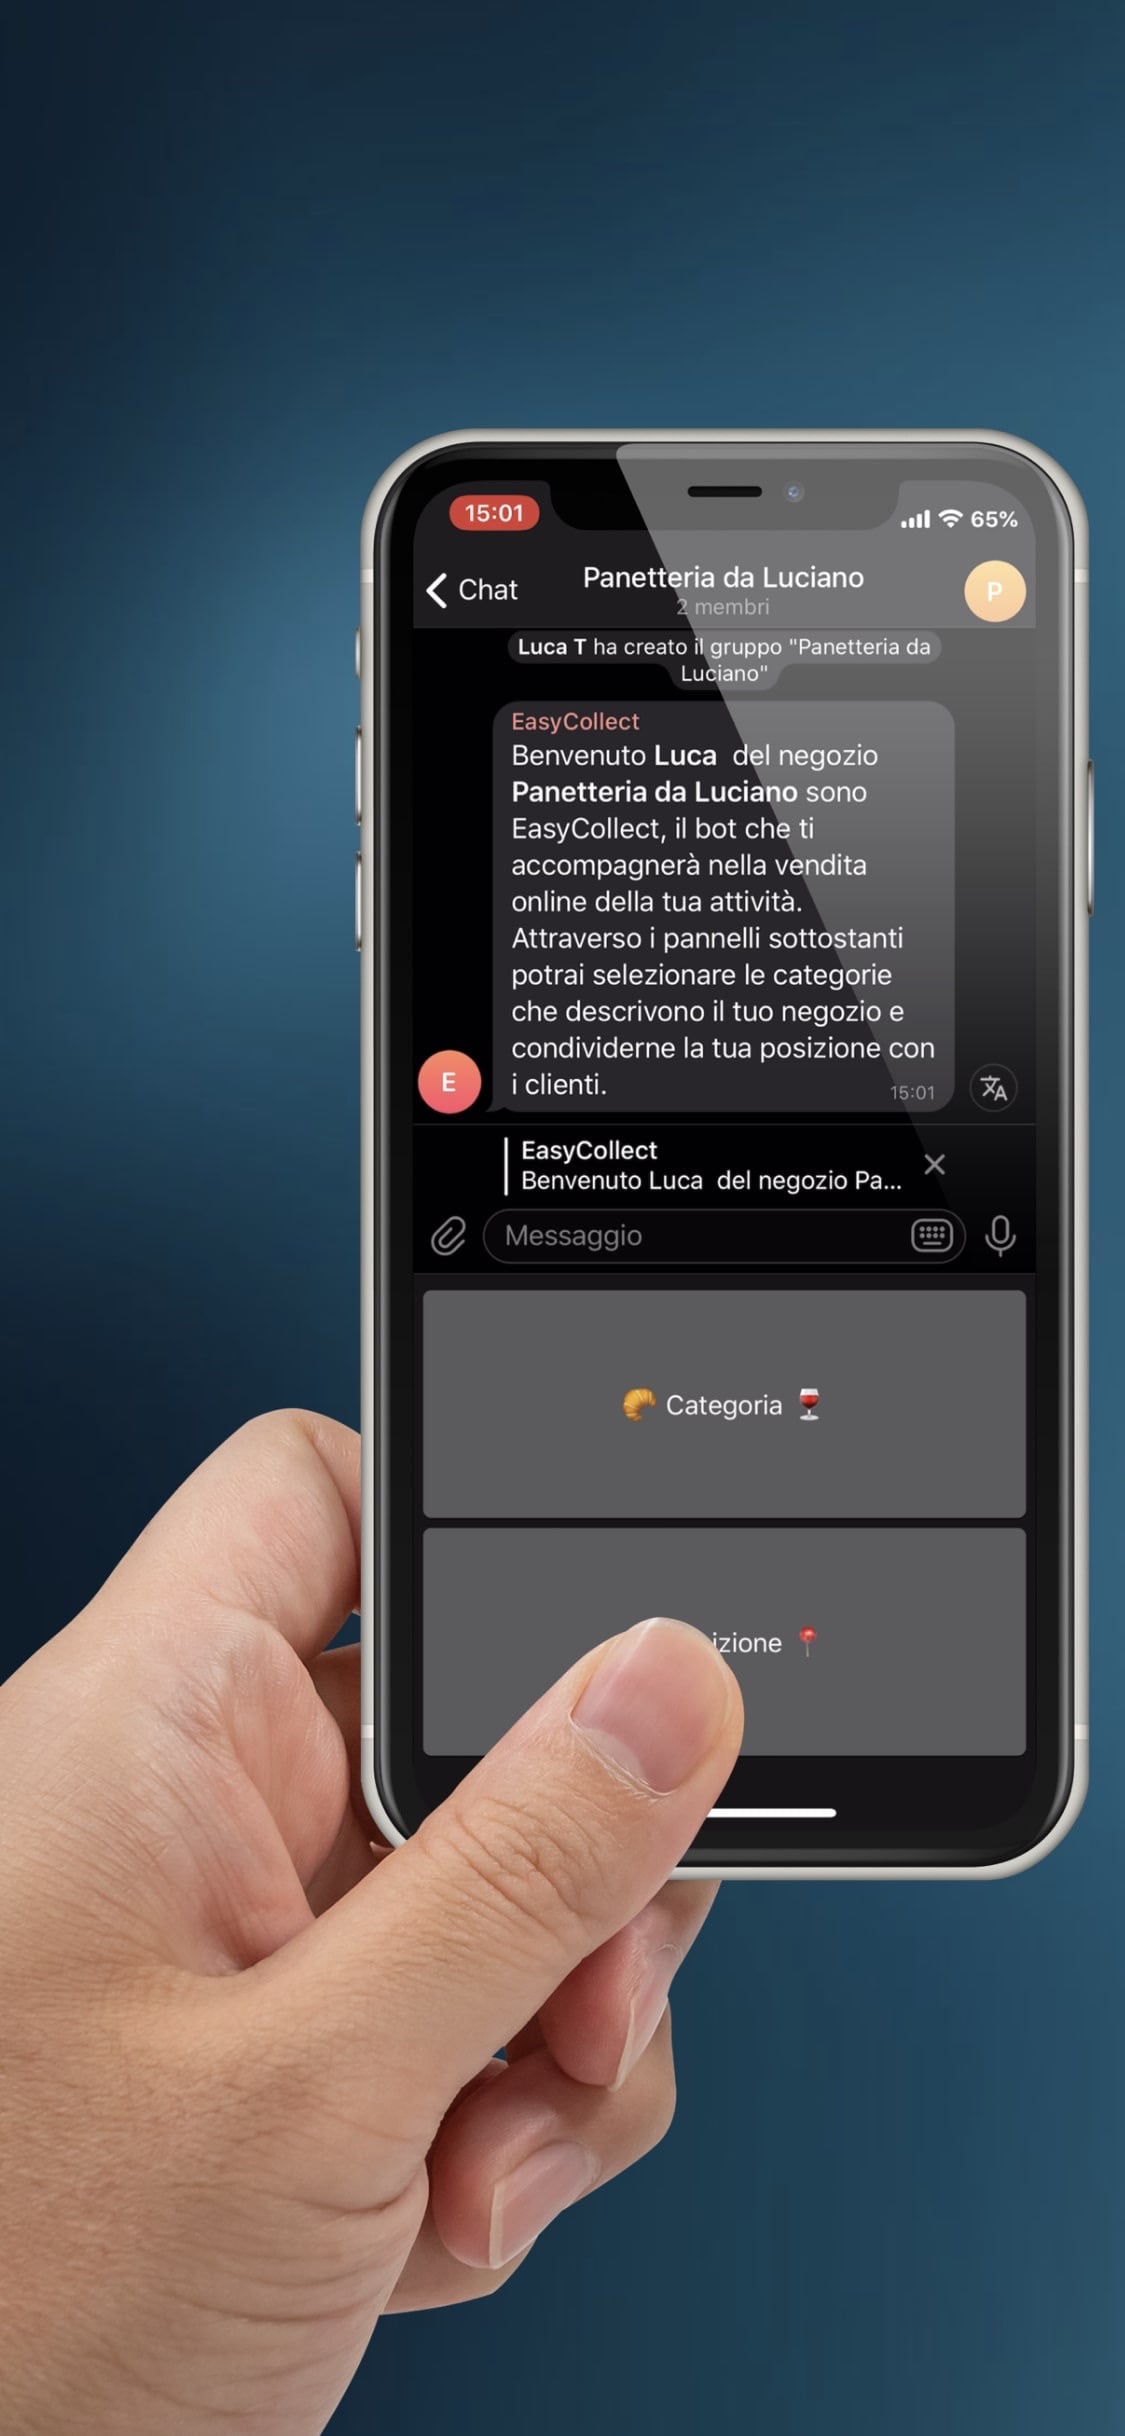 15:01
65%
Chat
Panetteria da Luciano
2 membri
P
Luca T ha creato il gruppo "Panetteria da
Luciano"
EasyCollect
Benvenuto Luca  del negozio
Panetteria da Luciano sono
EasyCollect, il bot che ti
accompagnerà nella vendita
online della tua attività.
Attraverso i pannelli sottostanti
potrai selezionare le categorie
che descrivono il tuo negozio e
condividerne la tua posizione con
i clienti.
15:01
E
EasyCollect
Benvenuto Luca  del negozio Pa...
Messaggio
🥐 Categoria 🍷
izione 📍